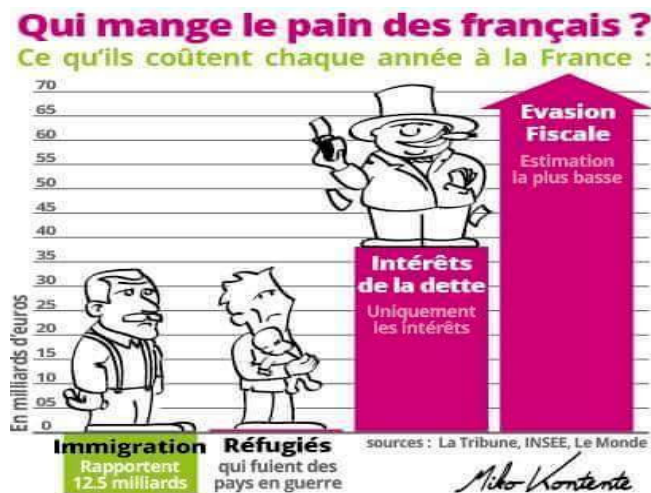 Qui mange le pain des français ?
Ce qu'ils coûtent chaque année à la France :
70
65
60
55
50
45
40
35
30
25
20
15
10
05
0
En milliards d'euros
Evasion
Fiscale
Estimation
la plus basse
Intérêts
de la dette
Uniquement
les intérêts
Immigration
Rapportent
12.5 milliards
Réfugiés
qui fuient des
pays en guerre
sources : La Tribune, INSEE, Le Monde
Miko Kontente